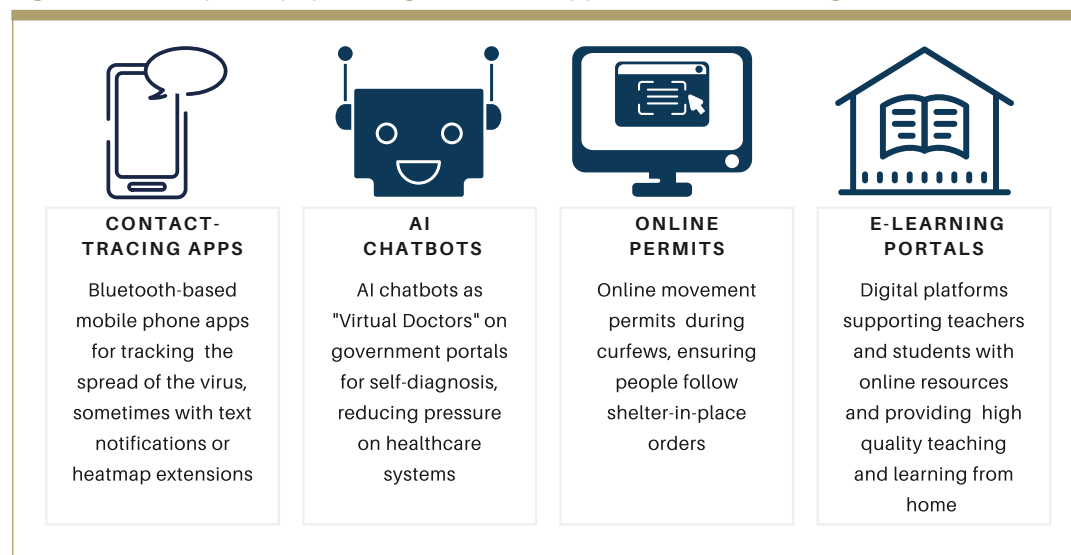 CONTACT-
TRACING APPS
Bluetooth-based
mobile phone apps
for tracking the
spread of the virus,
sometimes with text
notifications or
heatmap extensions
AI
CHATBOTS
AI chatbots as
"Virtual Doctors" on
government portals
for self-diagnosis,
reducing pressure
on healthcare
systems
ONLINE
PERMITS
Online movement
permits during
curfews, ensuring
people follow
shelter-in-place
orders
E-LEARNING
PORTALS
Digital platforms
supporting teachers
and students with
online resources
and providing high
quality teaching
and learning from
home